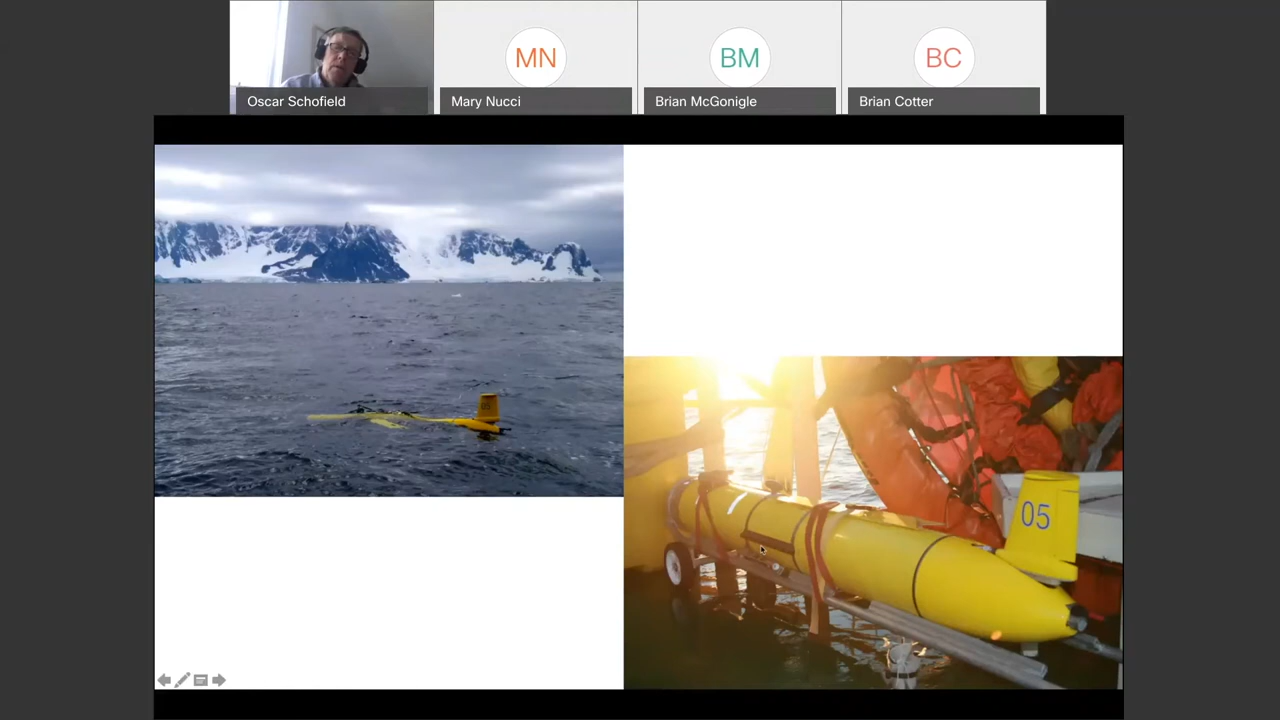 MN
BM
BC
Oscar Schofield
Mary Nucci
Brian McGonigle
Brian Cotter
05